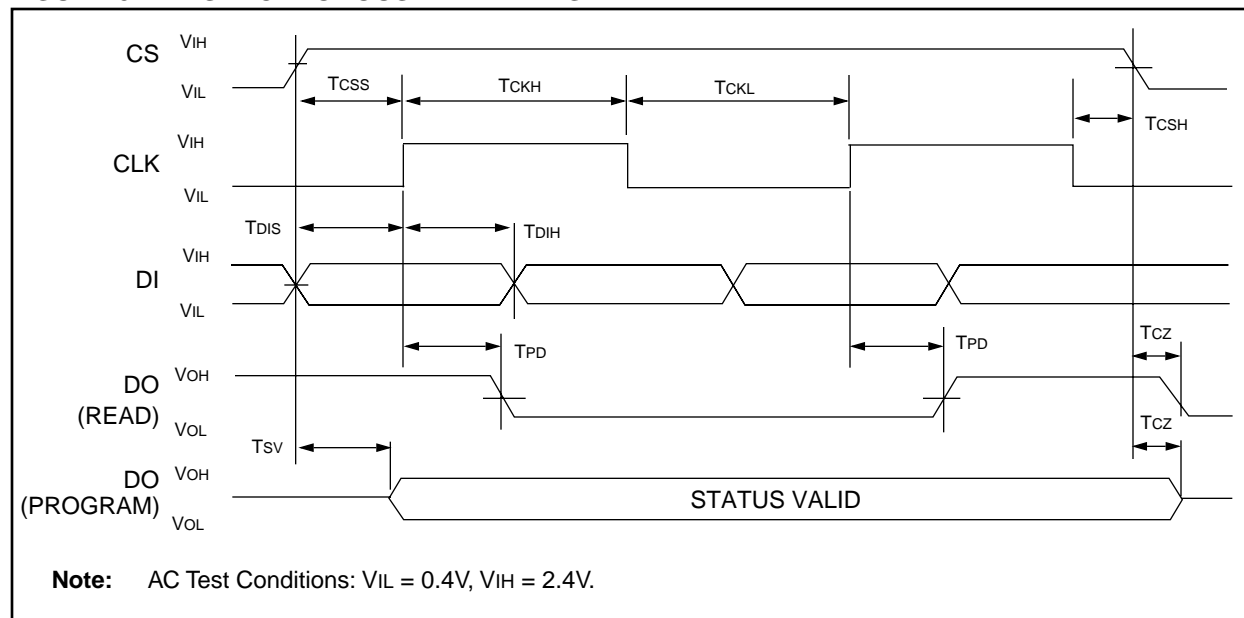 CS
VIH
VIL
TCSS
TCKH
TCKL
TCSH
CLK
VIH
VIL
TDIS
TDIH
DI
VIH
VIL
TPD
TPD
TCZ
DO
(READ)
VOH
VOL
TSV
TCZ
DO
(PROGRAM)
VOH
VOL
STATUS VALID
Note: AC Test Conditions: VIL = 0.4V, VIH = 2.4V.